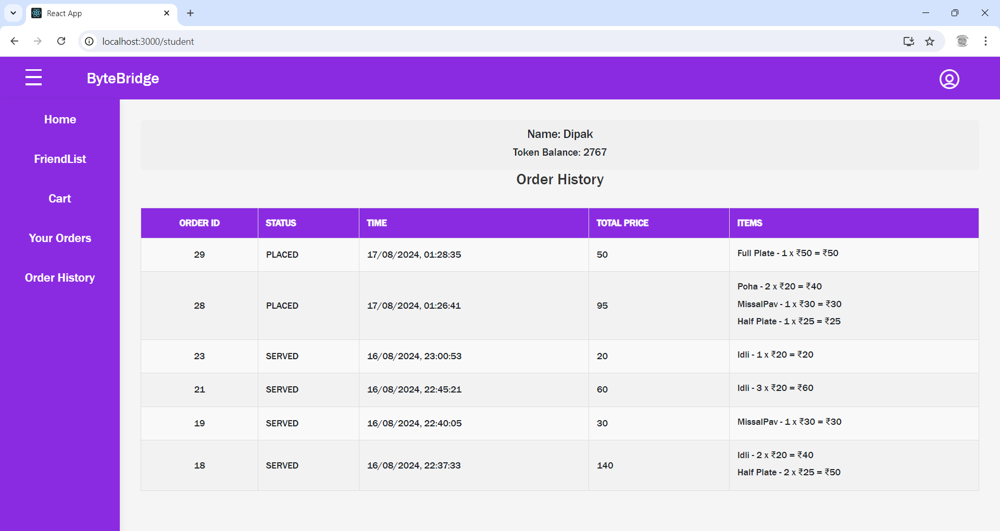 React App
localhost:3000/student
ByteBridge
Home
FriendList
Cart
Your Orders
Order History
Name: Dipak
Token Balance: 2767
Order History
ORDER ID STATUS TIME TOTAL PRICE ITEMS
29 PLACED 17/08/2024, 01:28:35 50 Full Plate - 1 x ₹50 = ₹50
28 PLACED 17/08/2024, 01:26:41 95 Poha - 2 x ₹20 = ₹40
MissalPav - 1 x ₹30 = ₹30
Half Plate - 1 x ₹25 = ₹25
23 SERVED 16/08/2024, 23:00:53 20 Idli - 1 x ₹20 = ₹20
21 SERVED 16/08/2024, 22:45:21 60 Idli - 3 x ₹20 = ₹60
19 SERVED 16/08/2024, 22:40:05 30 MissalPav - 1 x ₹30 = ₹30
18 SERVED 16/08/2024, 22:37:33 140 Idli - 2 x ₹20 = ₹40
Half Plate - 2 x ₹25 = ₹50